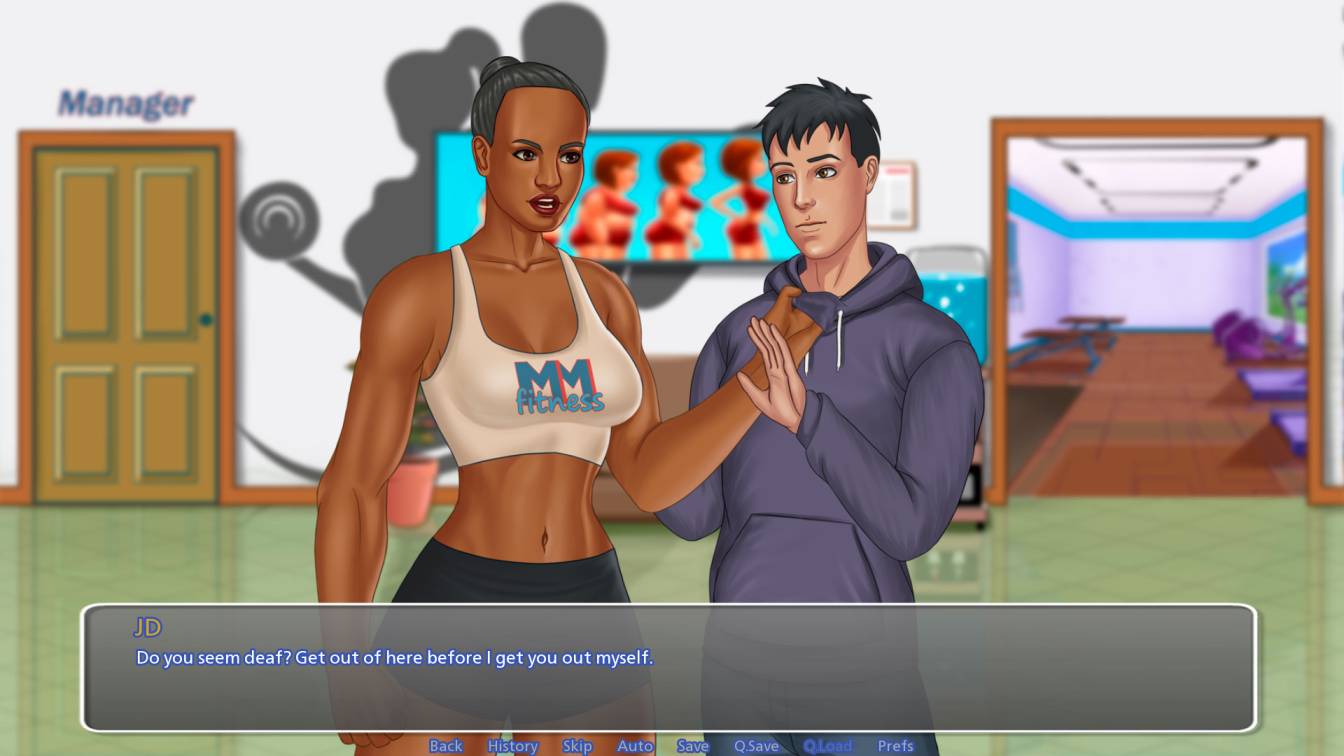 Manager
MM
fitness
JD
Do you seem deaf? Get out of here before I get you out myself.
Back History Skip Auto Save Q.Save Q.Load Prefs